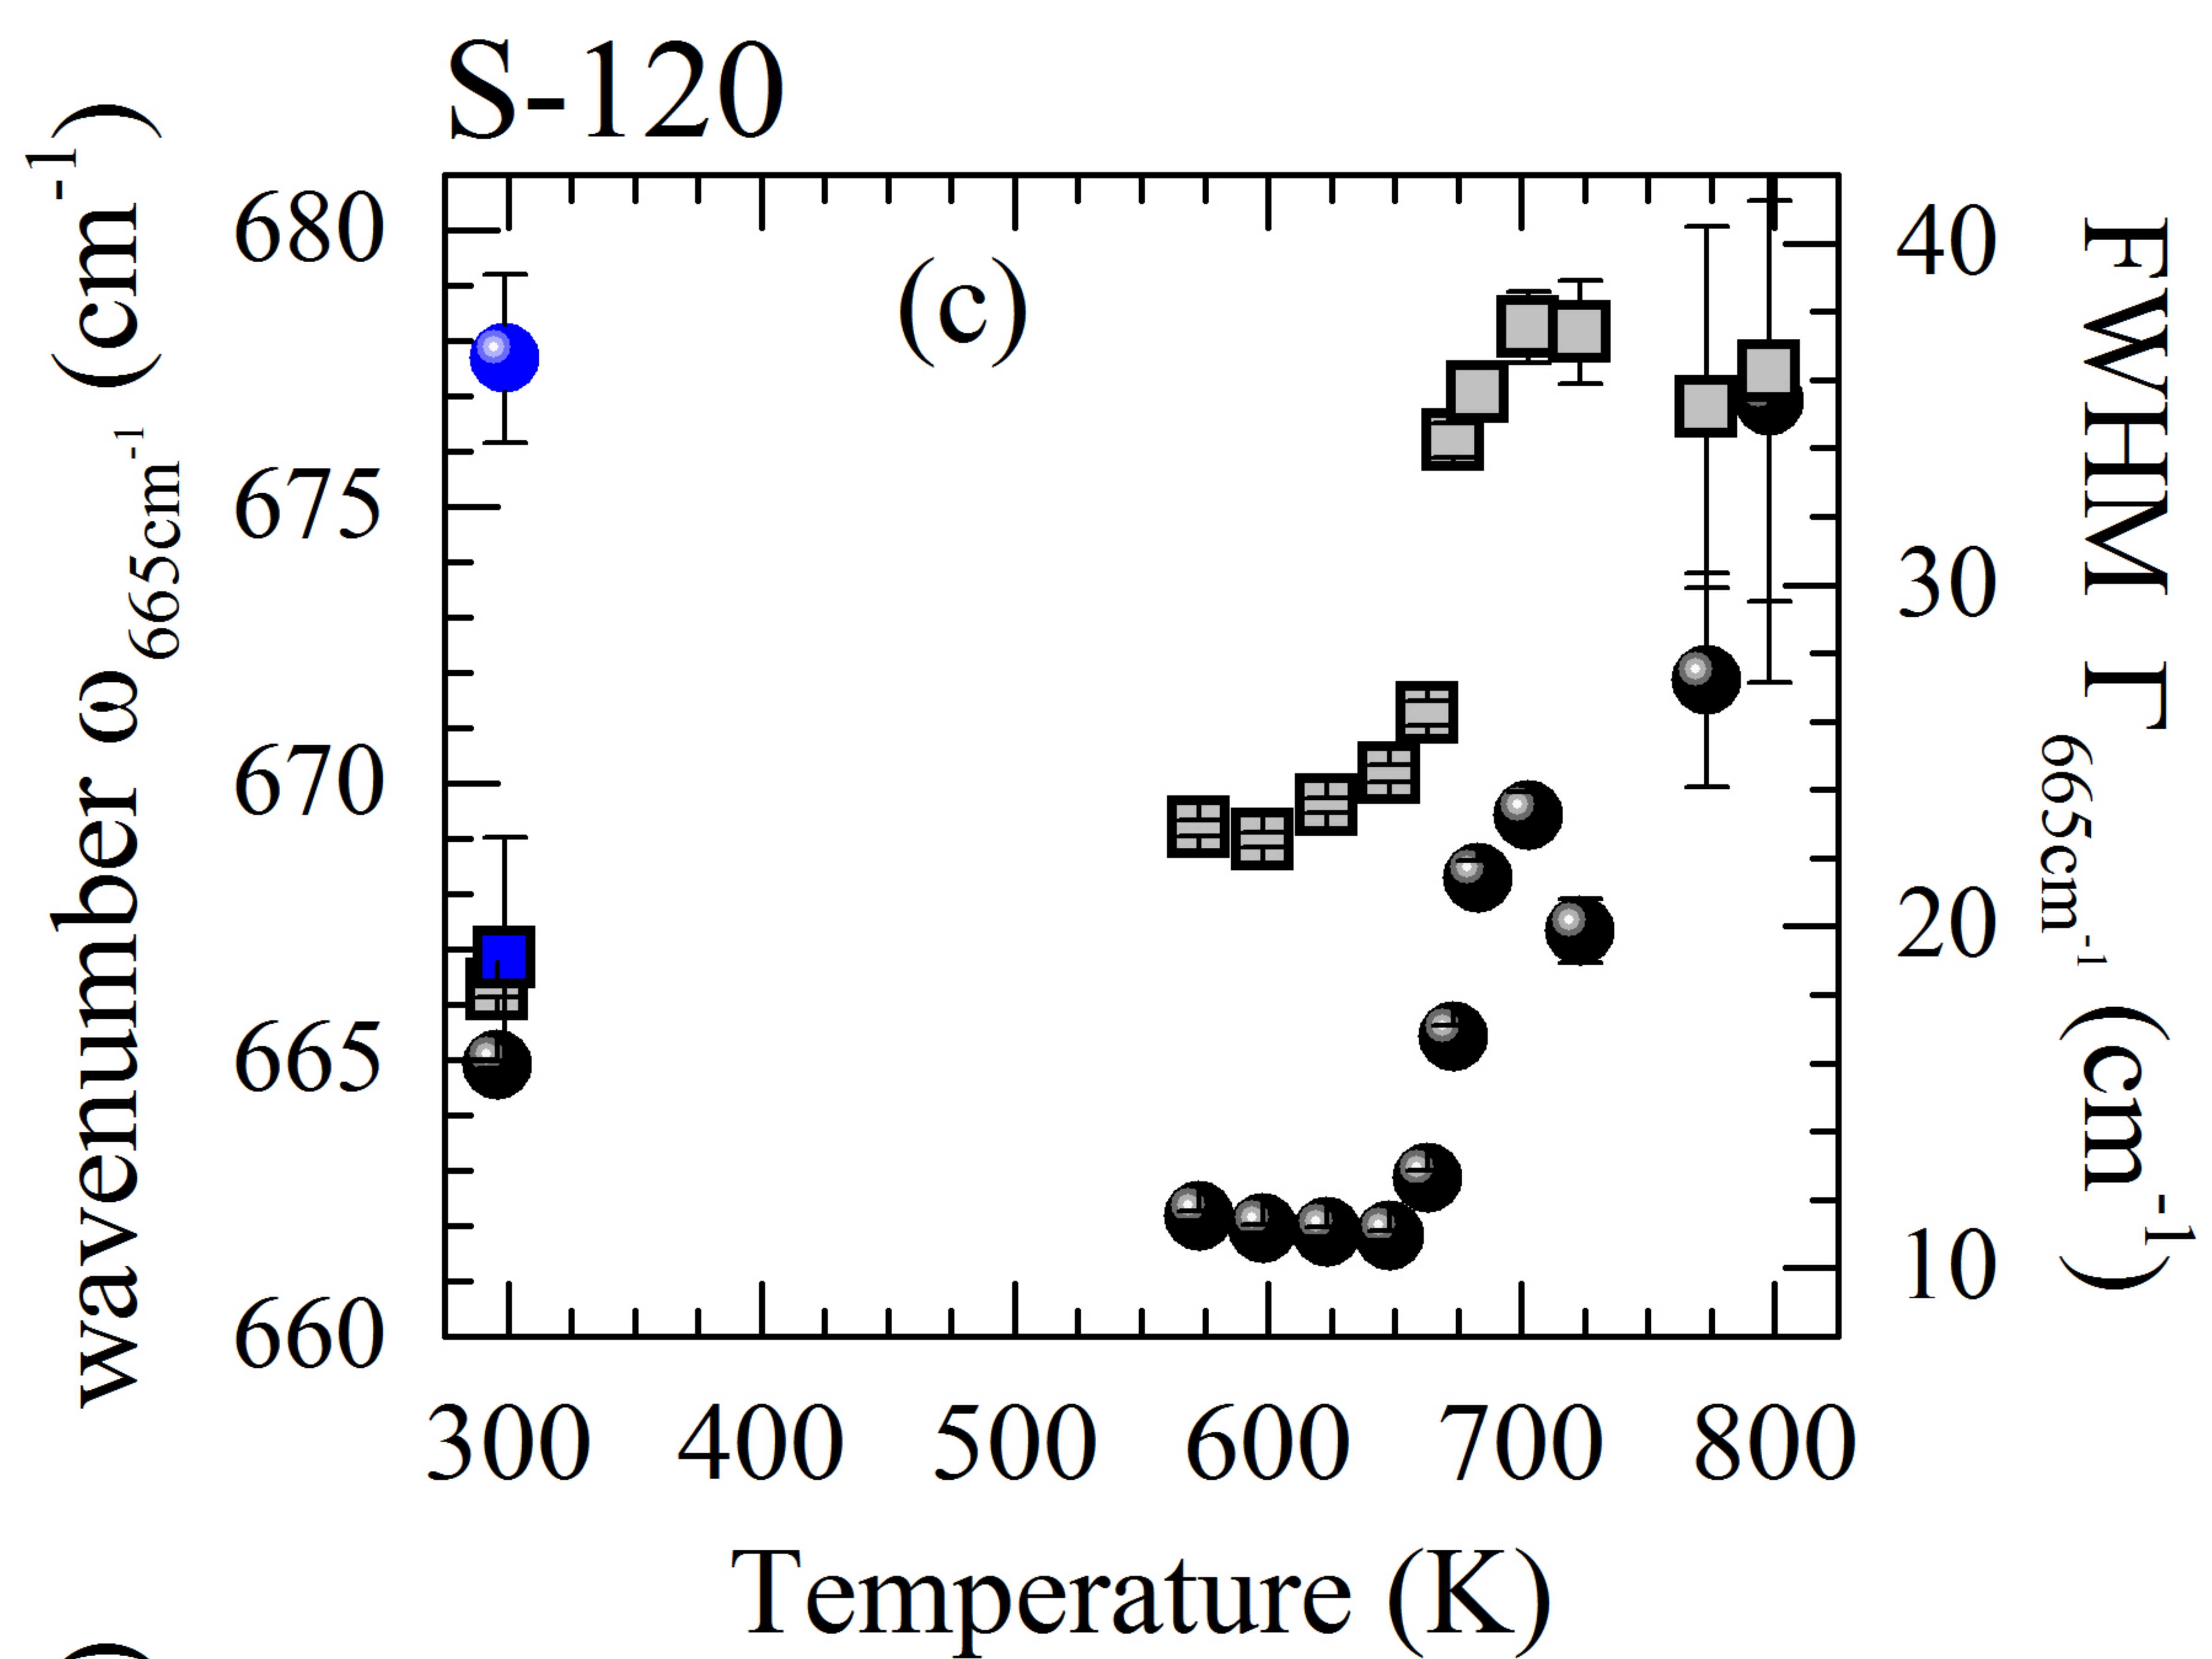 S-120
(c)
wavenumber ω665cm-1 (cm-1)
680
675
670
665
660
40
30
20
10
FWHM Γ665cm-1 (cm-1)
300 400 500 600 700 800
Temperature (K)